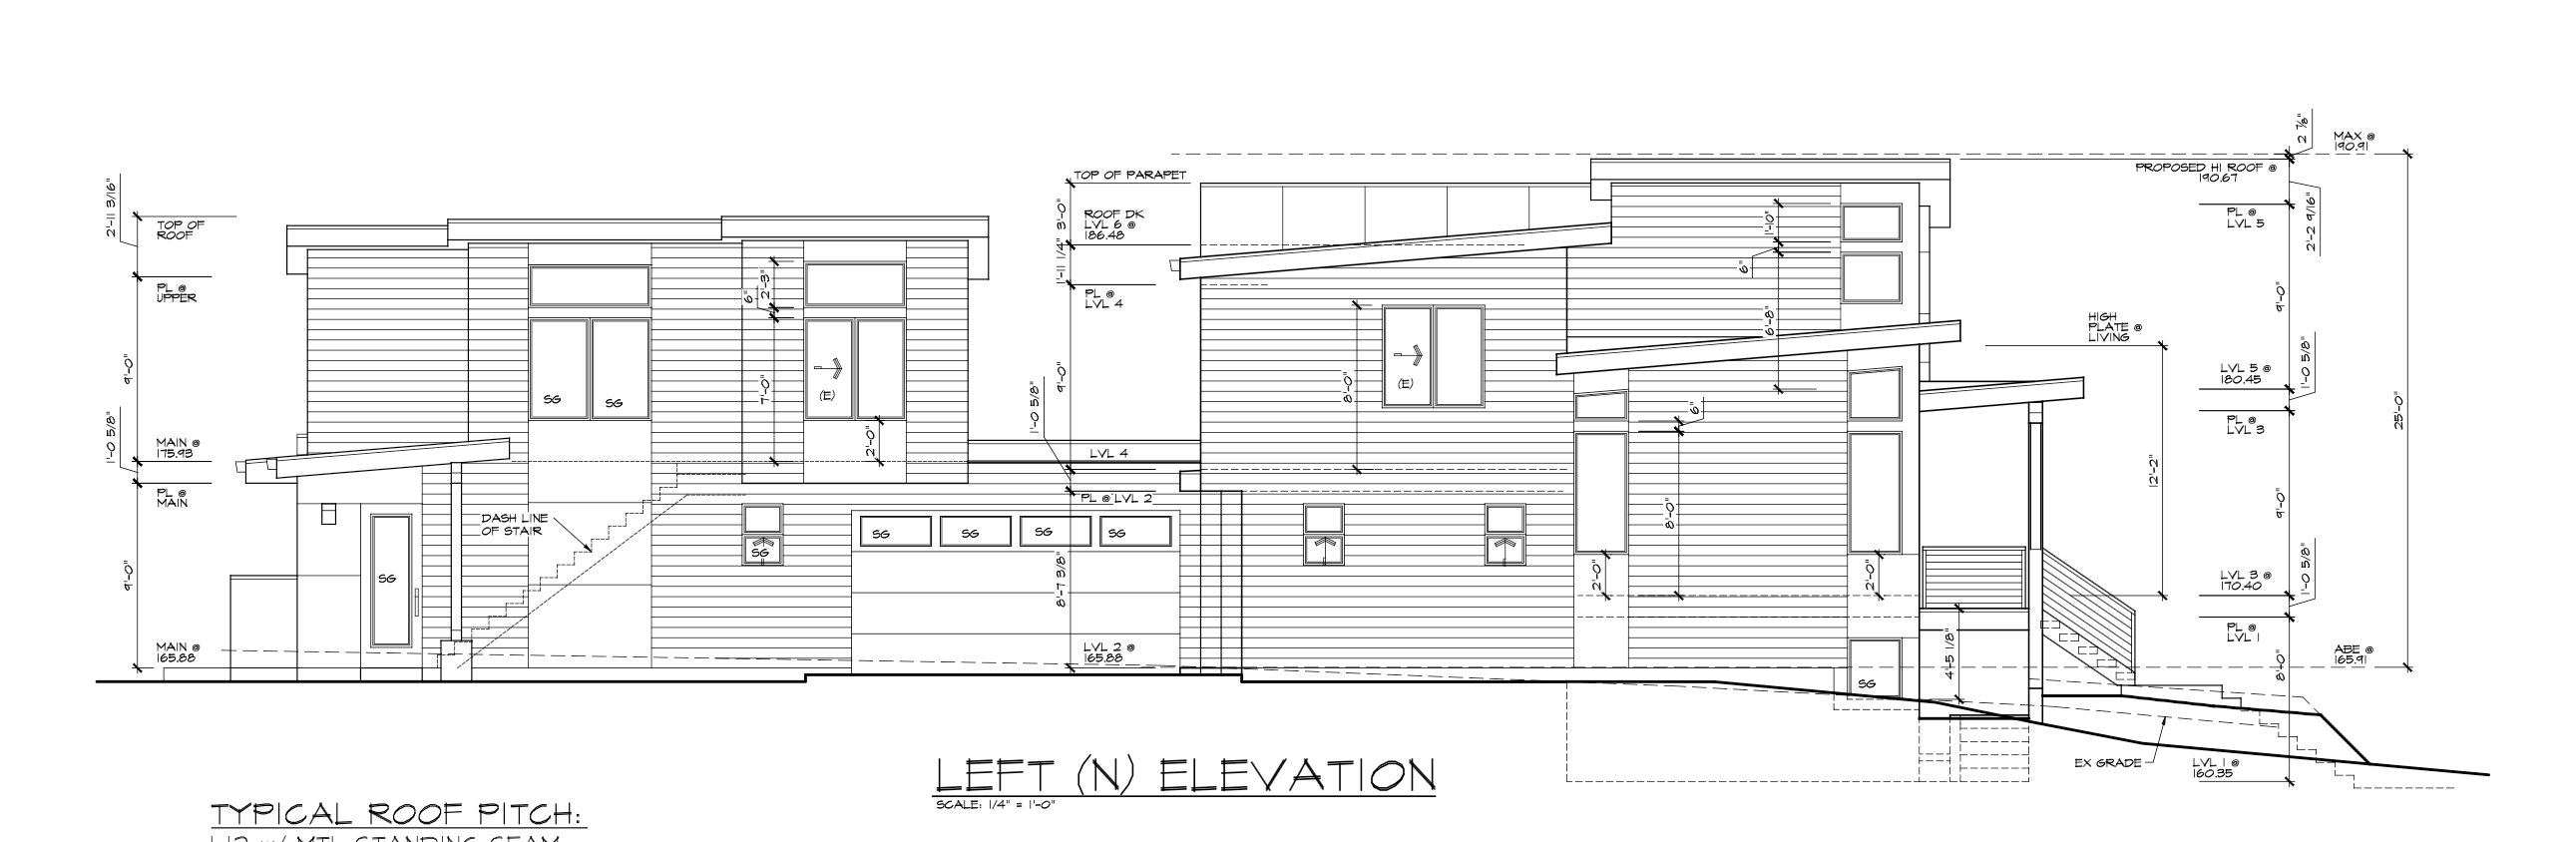 2'-11 3/16"
TOP OF
ROOF
PL @
UPPER
9'-0"
1'-0 5/8"
MAIN @
175.93
PL @
MAIN
9'-0"
MAIN @
165.88
SG
SG
SG
DASH LINE
OF STAIR
6"
2'-3"
7'-0"
(E)
2'-0"
SG
SG
SG
SG
SG
TOP OF PARAPET
3'-0"
ROOF DK
LVL 6 @
186.48
1'-11 1/4"
PL @
LVL 4
9'-0"
1'-0 5/8"
LVL 4
PL @ LVL 2
8'-7 3/8"
LVL 2 @
165.88
8'-0"
(E)
1'-10"
6"
6'-8"
6"
8'-0"
2'-0"
2'-0"
SG
4'-5 1/8"
HIGH
PLATE @
LIVING
12'-2"
2 7/8"
MAX @
190.91
PROPOSED HI ROOF @
190.67
PL @
LVL 5
2'-2 9/16"
9'-0"
LVL 5 @
180.45
1'-0 5/8"
PL @
LVL 3
25'-0"
9'-0"
LVL 3 @
170.40
1'-0 5/8"
PL @
LVL 1
ABE @
165.91
8'-0"
EX GRADE
LVL 1 @
160.35
LEFT (N) ELEVATION
SCALE: 1/4" = 1'-0"
TYPICAL ROOF PITCH: